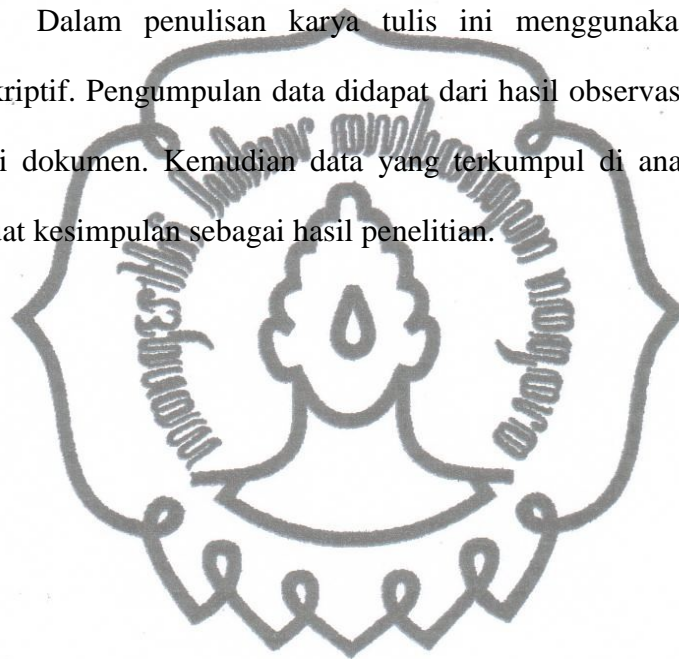 Dalam penulisan karya tulis ini menggunaka
kriptif. Pengumpulan data didapat dari hasil observas
i dokumen. Kemudian data yang terkumpul di ana
uat kesimpulan sebagai hasil penelitian.